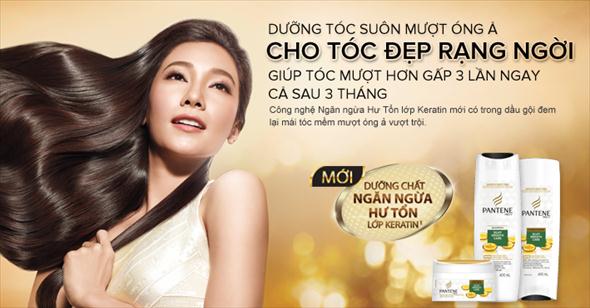 DƯỠNG TÓC SUÔN MƯỢT ÓNG Ả
CHO TÓC ĐẸP RẠNG NGỜI
GIÚP TÓC MƯỢT HƠN GẤP 3 LẦN NGAY
CẢ SAU 3 THÁNG
Công nghệ Ngăn ngừa Hư Tổn lớp Keratin mới có trong dầu gội đem
lại mái tóc mềm mượt óng ả vượt trội.
MỚI
DƯỠNG CHẤT
NGĂN NGỪA
HƯ TỔN
LỚP KERATIN†
PANTENE
PANTENE
PANTENE